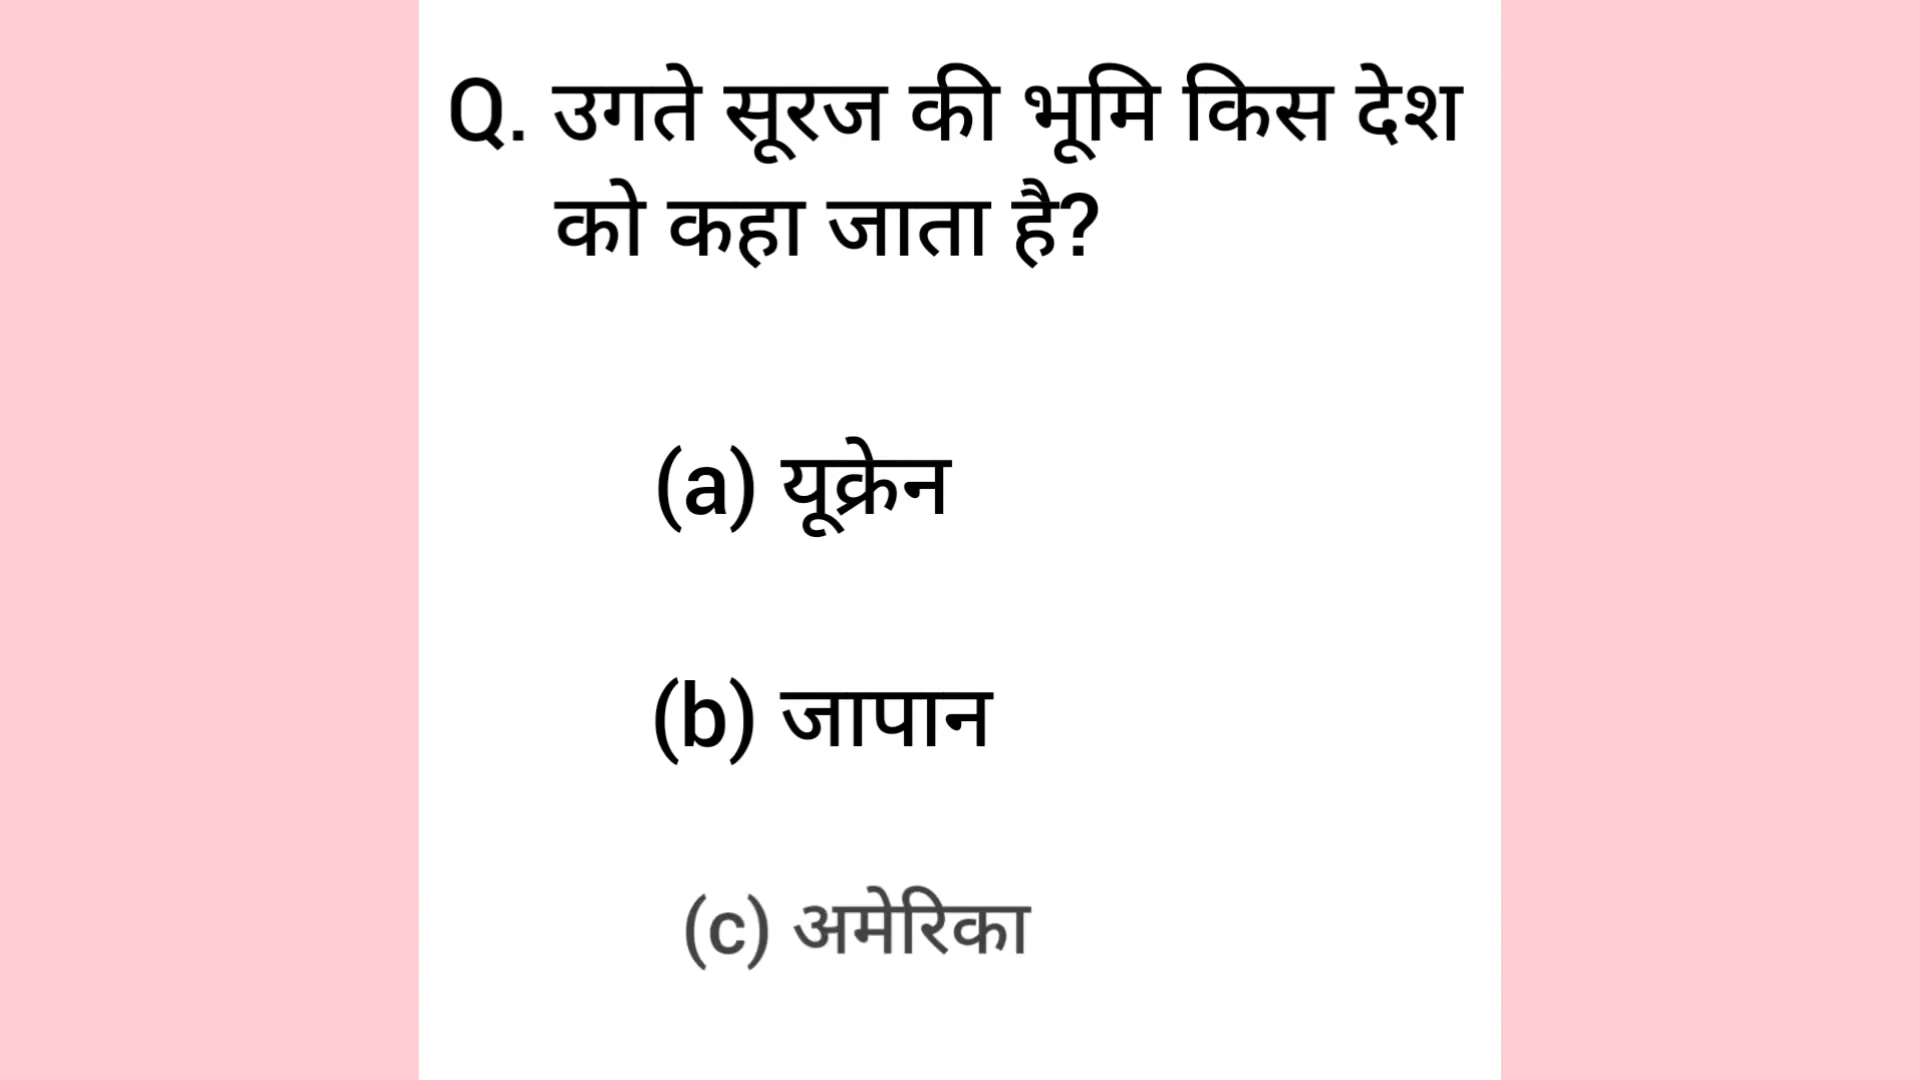 Q. उगते सूरज की भूमि किस देश
को कहा जाता है?
(a) यूक्रेन
(b) जापान
(c) अमेरिका